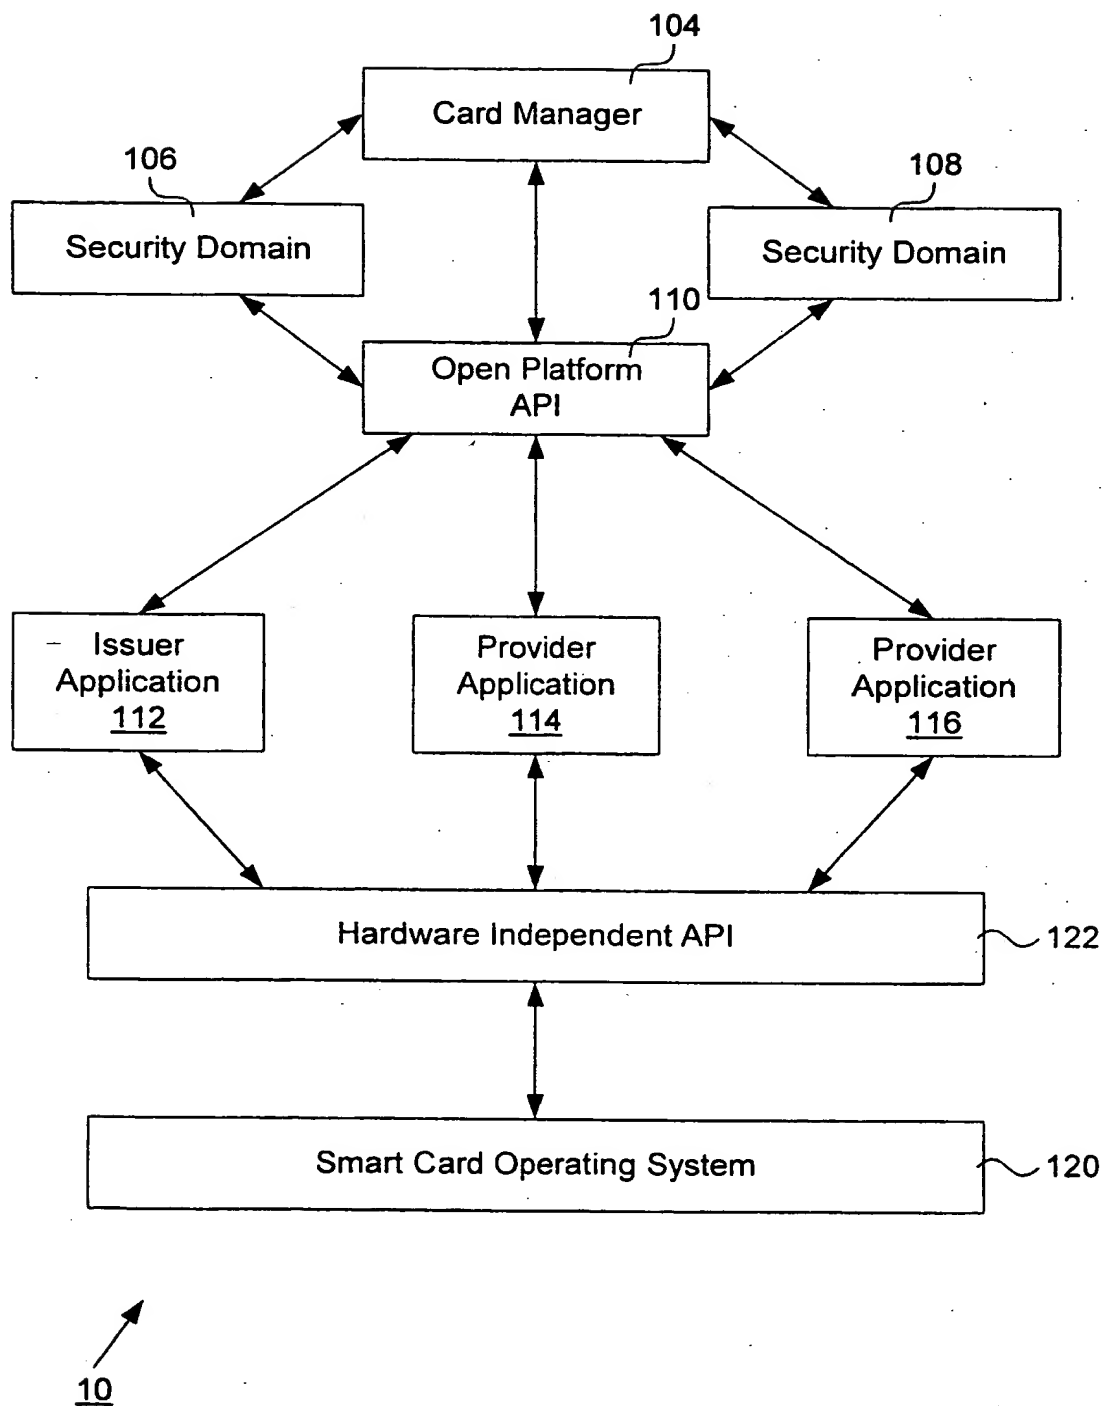 104
Card Manager
106
108
Security Domain
Security Domain
110
Open Platform
API
Issuer
Application
112
Provider
Application
114
Provider
Application
116
Hardware Independent API
122
Smart Card Operating System
120
10